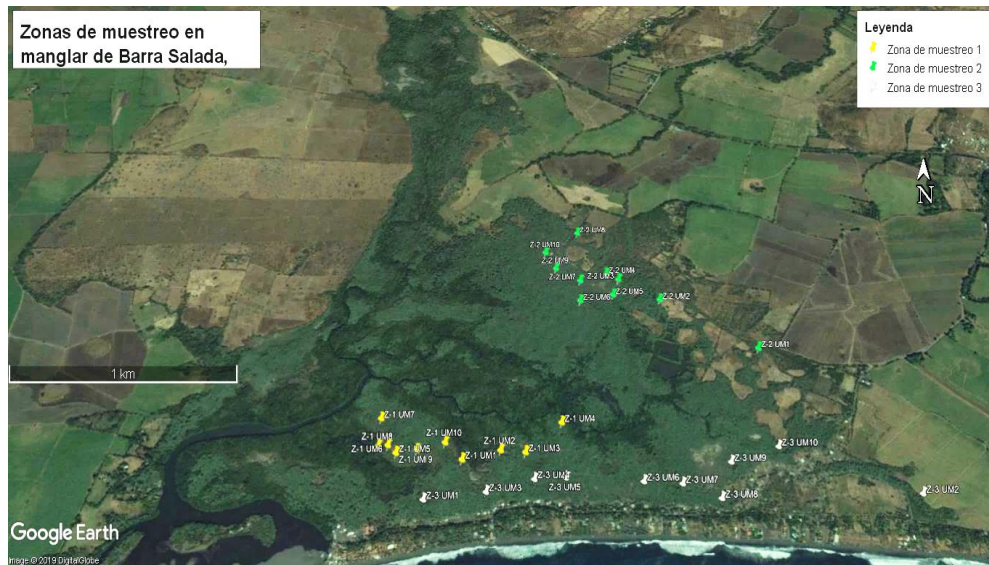 Zonas de muestreo en
manglar de Barra Salada,
Leyenda
Zona de muestreo 1
Zona de muestreo 2
Zona de muestreo 3
N
Z-2 UM8
Z-2 UM10
Z-2 UM9
Z-2 UM7
Z-2 UM3
Z-2 UM4
Z-2 UM6
Z-2 UM5
Z-2 UM2
Z-2 UM1
1 km
Z-1 UM7
Z-1 UM4
Z-1 UM8
Z-1 UM6
Z-1 UM5
Z-1 UM9
Z-1 UM10
Z-1 UM1
Z-1 UM2
Z-1 UM3
Z-3 UM10
Z-3 UM9
Z-3 UM1
Z-3 UM3
Z-3 UM5
Z-3 UM6
Z-3 UM7
Z-3 UM8
Z-3 UM2
Google Earth
Image © 2019 DigitalGlobe